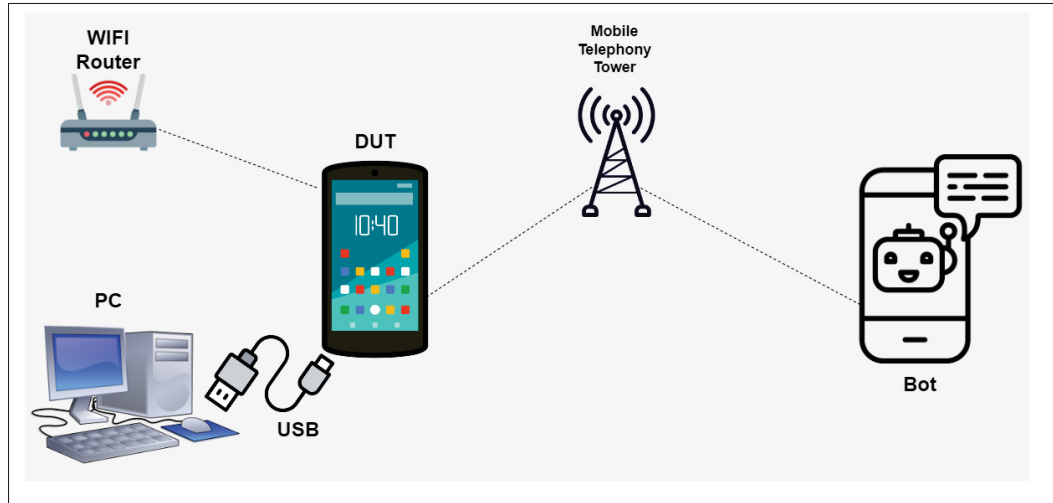 WIFI
Router
Mobile
Telephony
Tower
DUT
10:40
PC
USB
Bot